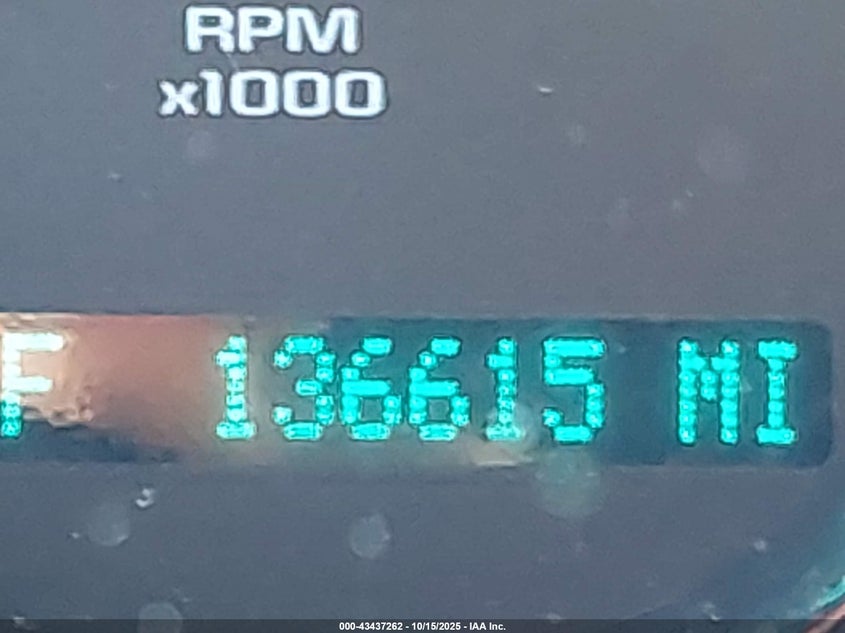 RPM
x1000
F 136615 MI
000-43437262 - 10/15/2025 - IAA Inc.